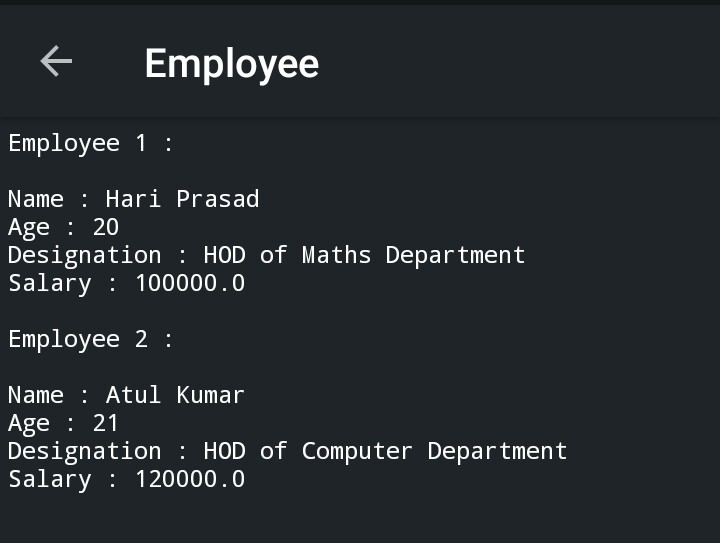 Employee
Employee 1 :
Name : Hari Prasad
Age : 20
Designation : HOD of Maths Department
Salary : 100000.0
Employee 2 :
Name : Atul Kumar
Age : 21
Designation : HOD of Computer Department
Salary : 120000.0